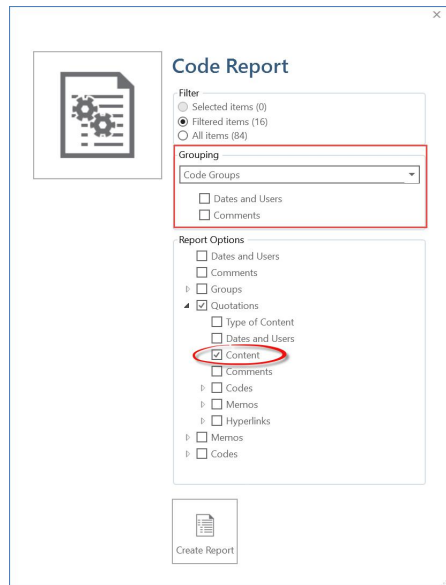 Code Report
Filter
Selected items (0)
Filtered items (16)
All items (84)
Grouping
Code Groups
Dates and Users
Comments
Report Options
Dates and Users
Comments
Groups
Quotations
Type of Content
Dates and Users
Content
Comments
Codes
Memos
Hyperlinks
Memos
Codes
Create Report